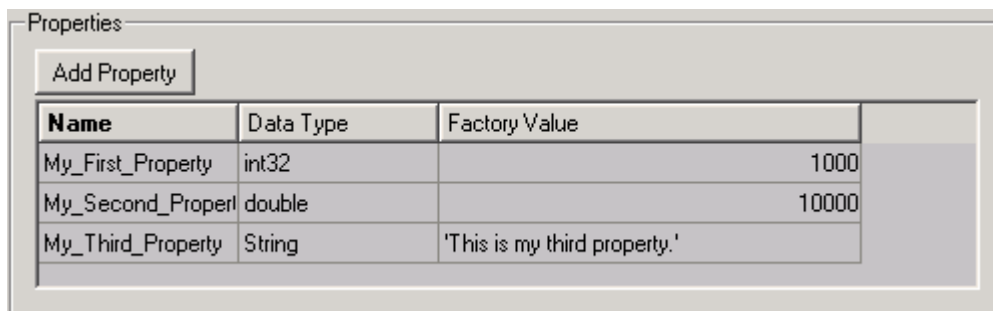 Properties
Add Property
Name Data Type Factory Value
My_First_Property int32 1000
My_Second_Propert double 10000
My_Third_Property String 'This is my third property.'